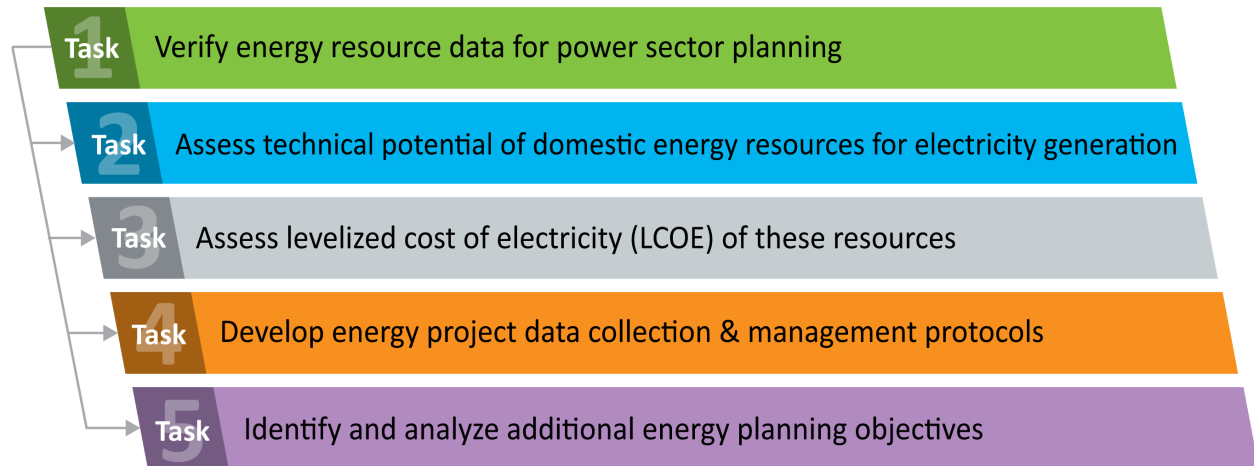 Task 1 Verify energy resource data for power sector planning
Task 2 Assess technical potential of domestic energy resources for electricity generation
Task 3 Assess levelized cost of electricity (LCOE) of these resources
Task 4 Develop energy project data collection & management protocols
Task 5 Identify and analyze additional energy planning objectives